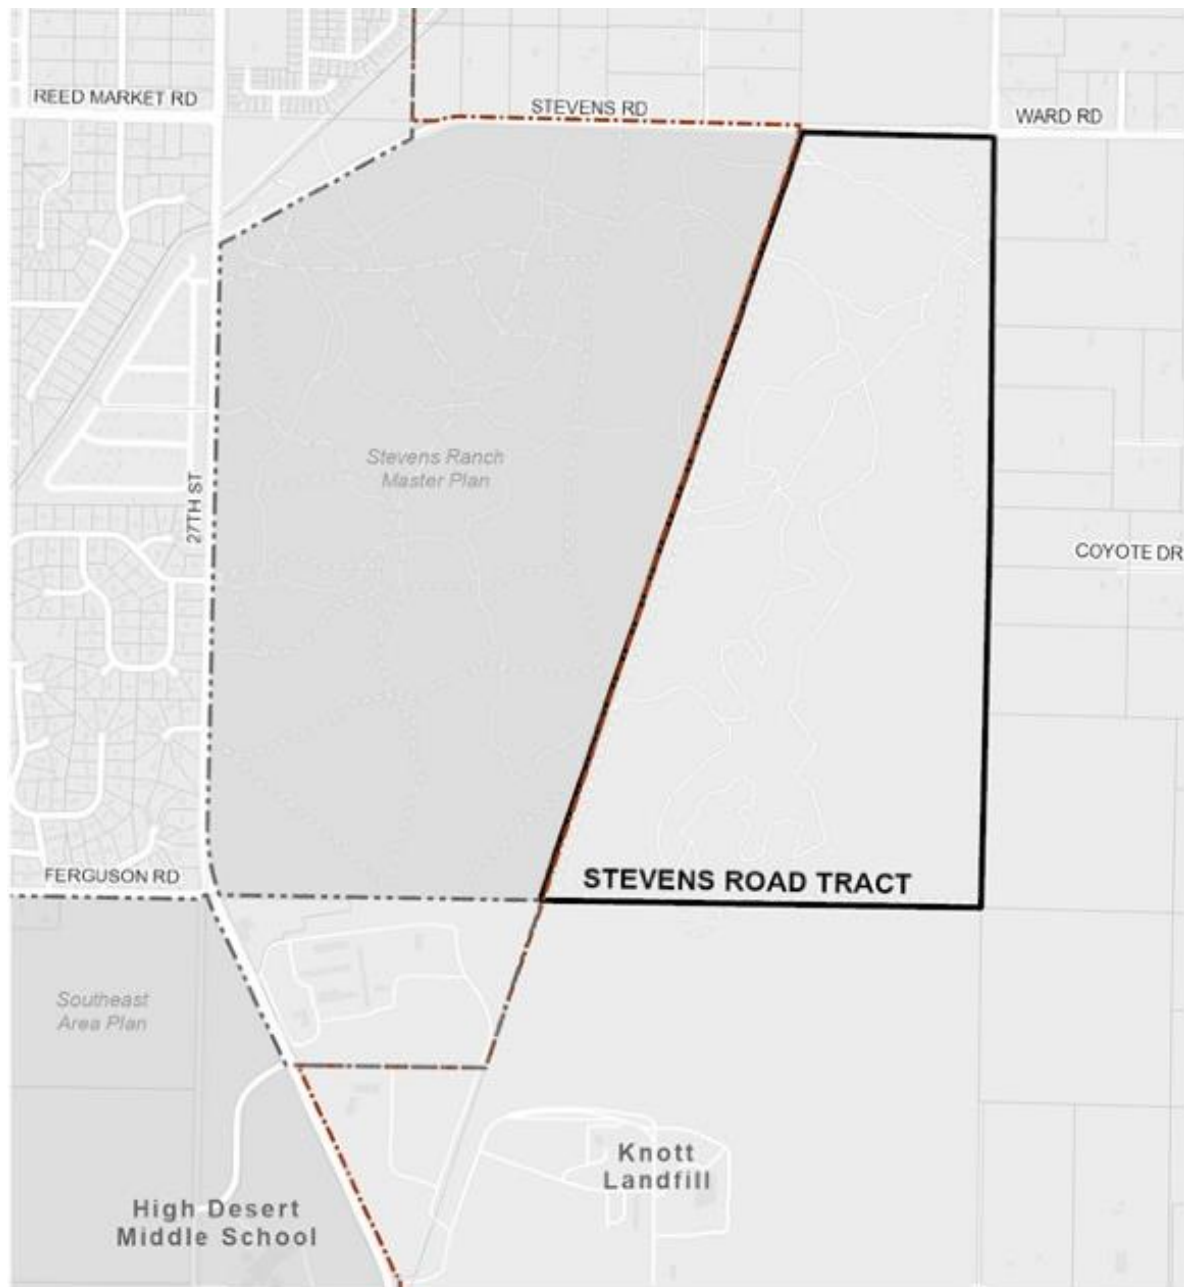 REED MARKET RD
STEVENS RD
WARD RD
Stevens Ranch
Master Plan
27TH ST
COYOTE DR
FERGUSON RD
STEVENS ROAD TRACT
Southeast
Area Plan
Knott
Landfill
High Desert
Middle School